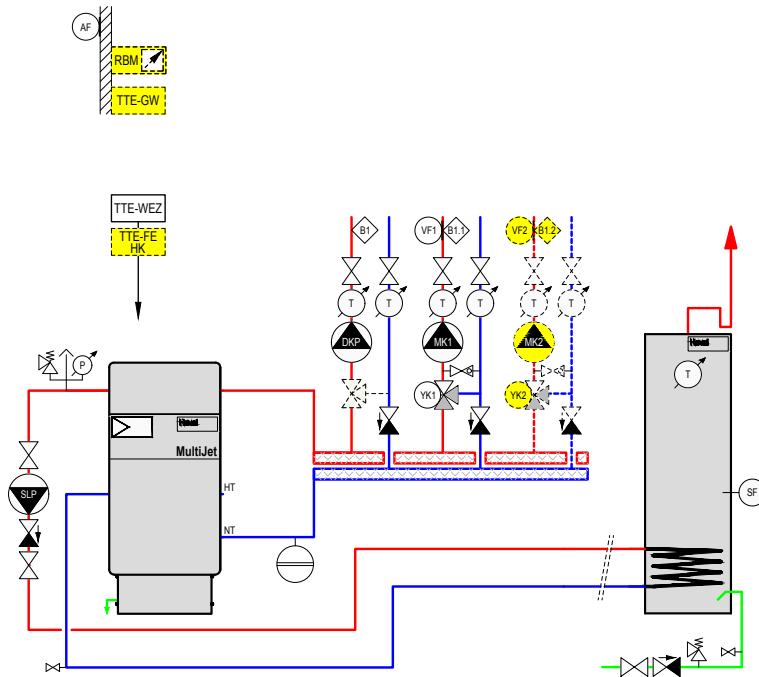 AF
RBM
TTE-GW
TTE-WEZ
TTE-FE
HK
B1
VF1
B1.1
VF2
B1.2
T
T
T
T
T
T
P
DKP
MK1
MK2
T
YK1
YK2
MultiJet
SLP
HT
SF
NT